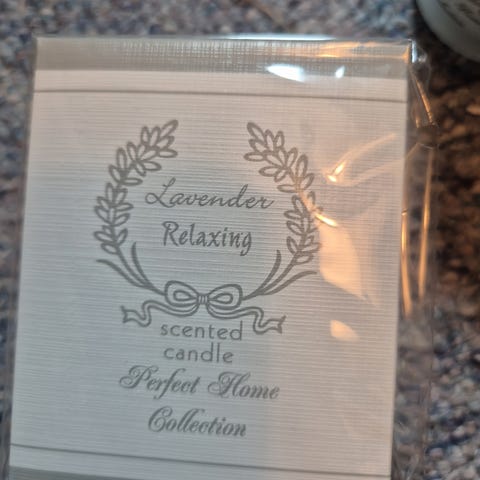 Lavender
Relaxing
scented
candle
Perfect Home
Collection